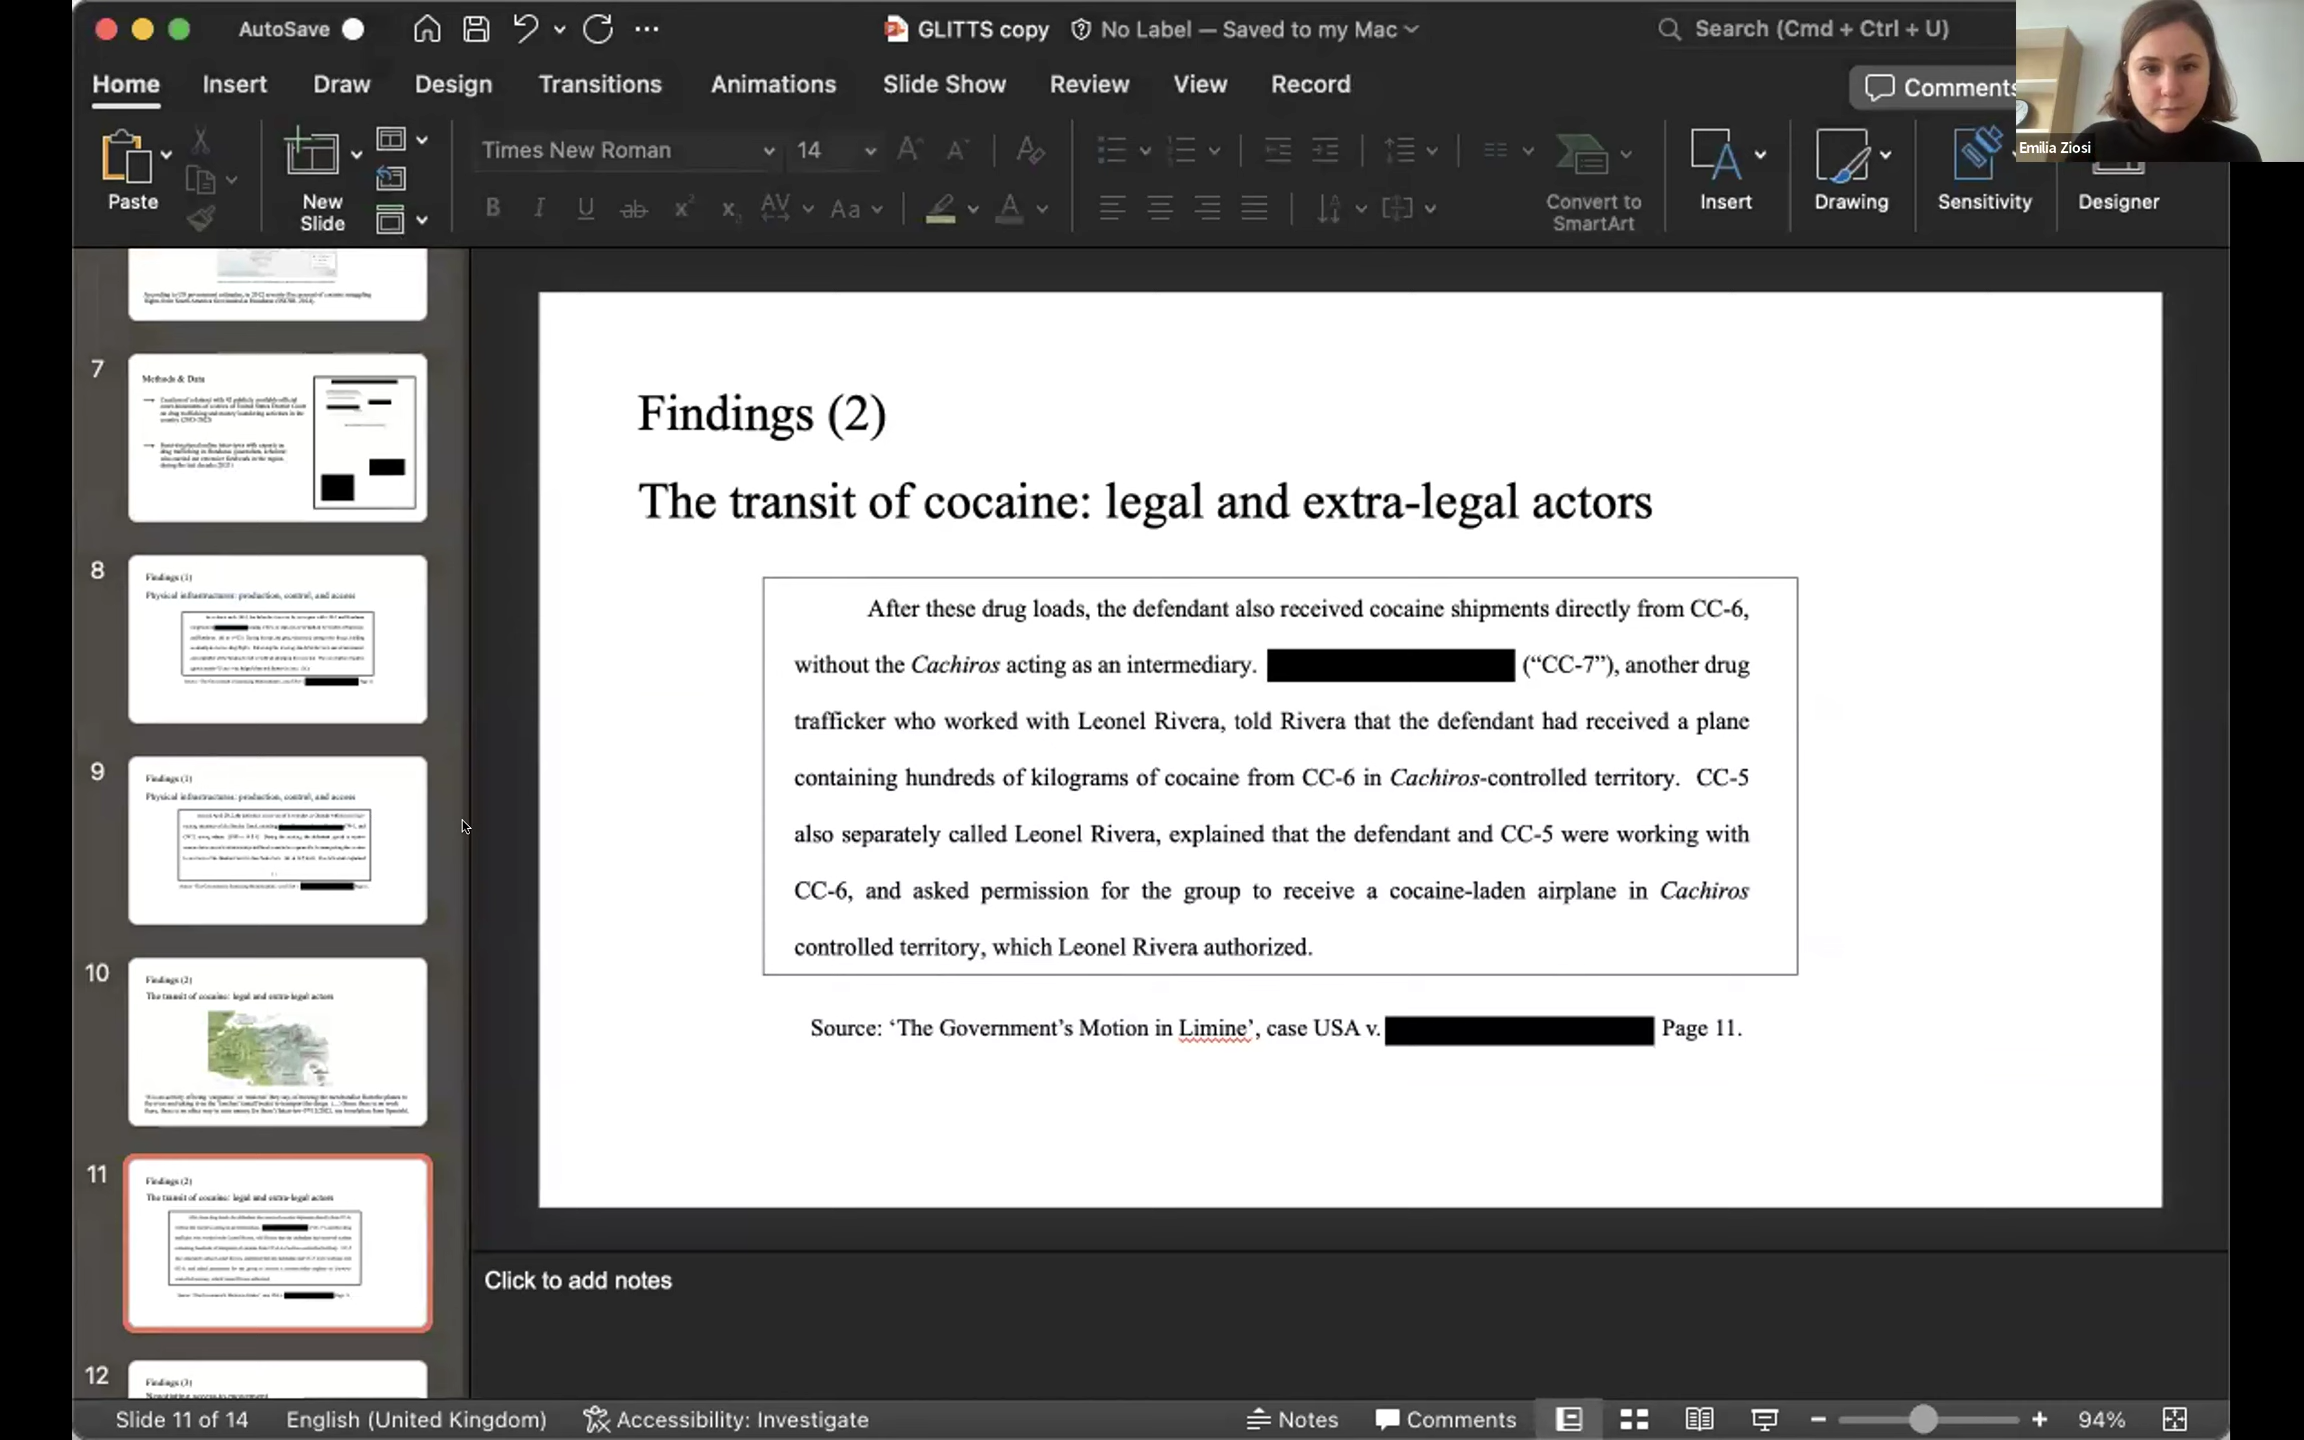 AutoSave
GLITTS copy
No Label — Saved to my Mac
Search (Cmd + Ctrl + U)
Home Insert Draw Design Transitions Animations Slide Show Review View Record
Comments
Emilia Ziosi
Paste
New
Slide
Times New Roman
14
Convert to
SmartArt
Insert
Drawing
Sensitivity
Designer
7
Methods & Data
8
Findings (1)
Physical infrastructures: production, control, and access
9
Findings (1)
Physical infrastructures: production, control, and access
10
Findings (2)
The transit of cocaine: legal and extra-legal actors
11
Findings (2)
The transit of cocaine: legal and extra-legal actors
12
Findings (3)
Findings (2)
The transit of cocaine: legal and extra-legal actors
After these drug loads, the defendant also received cocaine shipments directly from CC-6,
without the Cachiros acting as an intermediary. (“CC-7”), another drug
trafficker who worked with Leonel Rivera, told Rivera that the defendant had received a plane
containing hundreds of kilograms of cocaine from CC-6 in Cachiros-controlled territory. CC-5
also separately called Leonel Rivera, explained that the defendant and CC-5 were working with
CC-6, and asked permission for the group to receive a cocaine-laden airplane in Cachiros
controlled territory, which Leonel Rivera authorized.
Source: ‘The Government’s Motion in Limine’, case USA v. Page 11.
Click to add notes
Slide 11 of 14
English (United Kingdom)
Accessibility: Investigate
Notes
Comments
94%